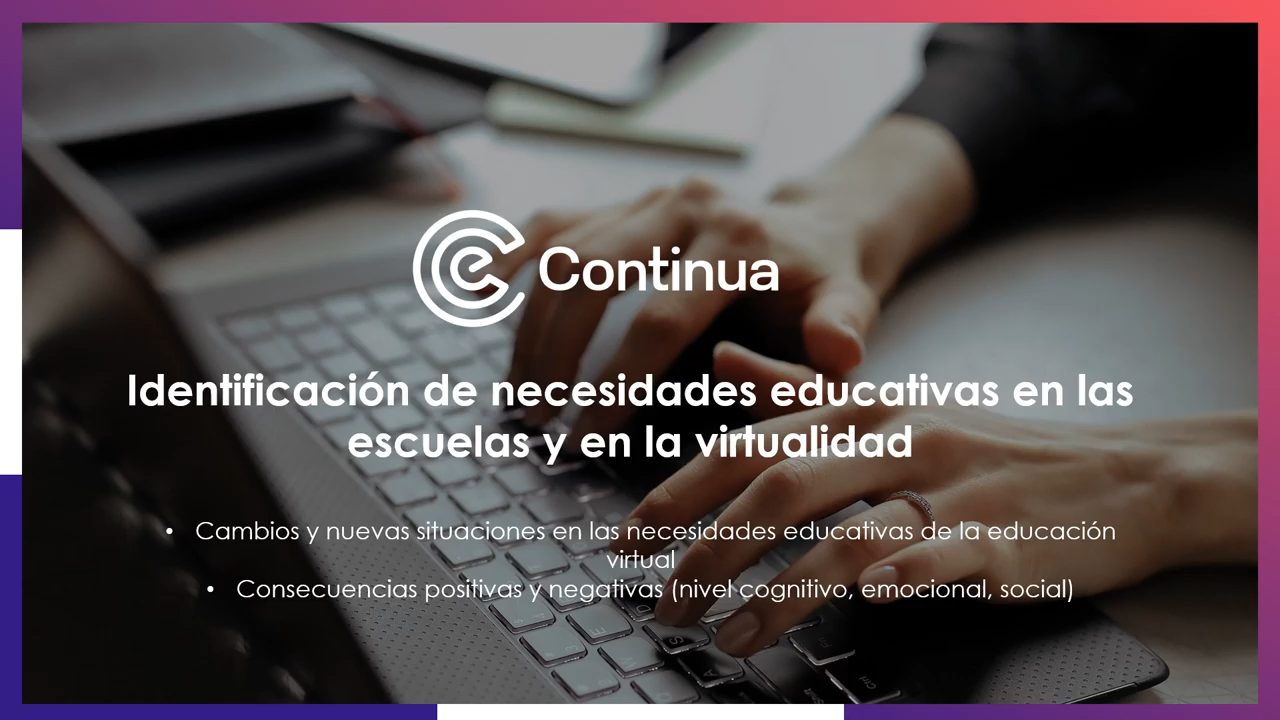 Continua
Identificación de necesidades educativas en las
escuelas y en la virtualidad
• Cambios y nuevas situaciones en las necesidades educativas de la educación
virtual
• Consecuencias positivas y negativas (nivel cognitivo, emocional, social)